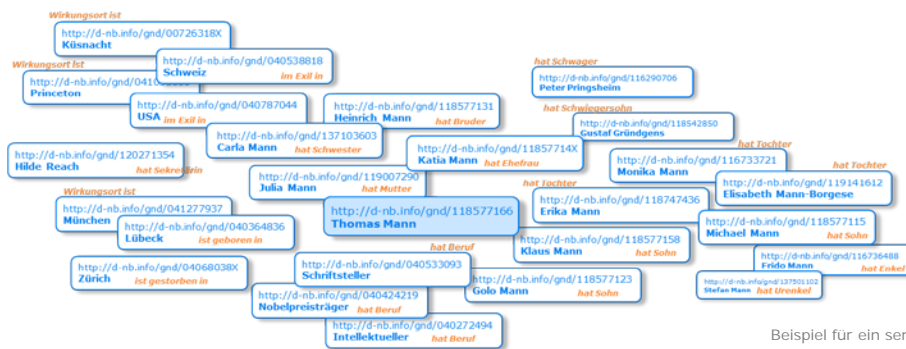 Wirkungsort ist
http://d-nb.info/gnd/00726318X
Küsnacht
http://d-nb.info/gnd/040538818
Schweiz im Exil in
Wirkungsort ist
Princeton
http://d-nb.info/gnd/040787044
USA im Exil in
http://d-nb.info/gnd/118577131
Heinrich Mann hat Bruder
http://d-nb.info/gnd/137103603
Carla Mann hat Schwester
http://d-nb.info/gnd/120271354
Hilde Reach
http://d-nb.info/gnd/119007290
Julia Mann hat Mutter
http://d-nb.info/gnd/11857714X
Katia Mann hat Ehefrau
hat Schwager
http://d-nb.info/gnd/116290706
Peter Pringsheim
hat Schwiegersohn
http://d-nb.info/gnd/118542850
Gustaf Gründgens
hat Tochter
http://d-nb.info/gnd/116733721
Monika Mann
hat Tochter
http://d-nb.info/gnd/119141612
Elisabeth Mann-Borgese
hat Tochter
http://d-nb.info/gnd/118747436
Erika Mann
http://d-nb.info/gnd/118577166
Thomas Mann
Wirkungsort ist
http://d-nb.info/gnd/041277937
München
http://d-nb.info/gnd/040364836
Lübeck ist geboren in
http://d-nb.info/gnd/04068038X
Zürich ist gestorben in
http://d-nb.info/gnd/118577115
Michael Mann hat Sohn
http://d-nb.info/gnd/118577158
Klaus Mann hat Sohn
hat Beruf
http://d-nb.info/gnd/040533093
Schriftsteller
http://d-nb.info/gnd/116736488
Frido Mann hat Enkel
http://d-nb.info/gnd/118577123
Golo Mann hat Sohn
http://d-nb.info/gnd/137501102
Stefan Mann hat Urenkel
http://d-nb.info/gnd/040424219
Nobelpreisträger hat Beruf
http://d-nb.info/gnd/040272494
Intellektueller hat Beruf
Beispiel für ein